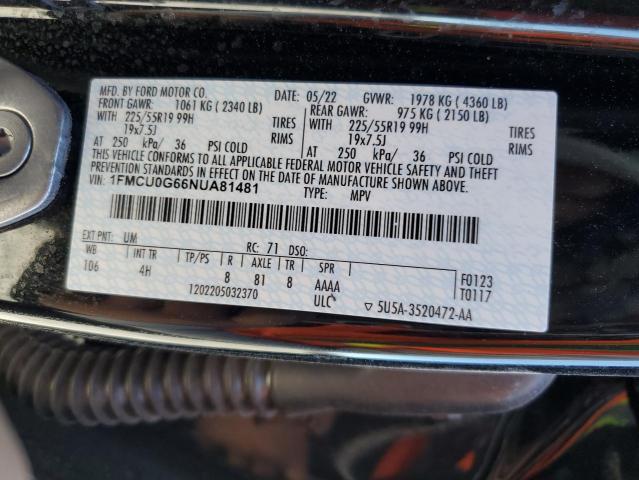 MFD. BY FORD MOTOR CO.
DATE: 05/22 GVWR: 1978 KG ( 4360 LB)
FRONT GAWR: 1061 KG ( 2340 LB) REAR GAWR: 975 KG ( 2150 LB)
WITH 225/55R19 99H TIRES WITH 225/55R19 99H TIRES
19x7.5J RIMS 19x7.5J RIMS
AT 250 kPa/ 36 PSI COLD AT 250 kPa/ 36 PSI COLD
THIS VEHICLE CONFORMS TO ALL APPLICABLE FEDERAL MOTOR VEHICLE SAFETY AND THEFT
PREVENTION STANDARDS IN EFFECT ON THE DATE OF MANUFACTURE SHOWN ABOVE.
VIN: 1FMCU0G66NUA81481 TYPE: MPV
EXT PNT: UM RC: 71 DSO:
WB INT TR TP/PS R AXLE TR SPR
106 4H 8 81 8 AAAA
ULC
F0123
T0117
1202205032370
▽ 5U5A-3520472-AA